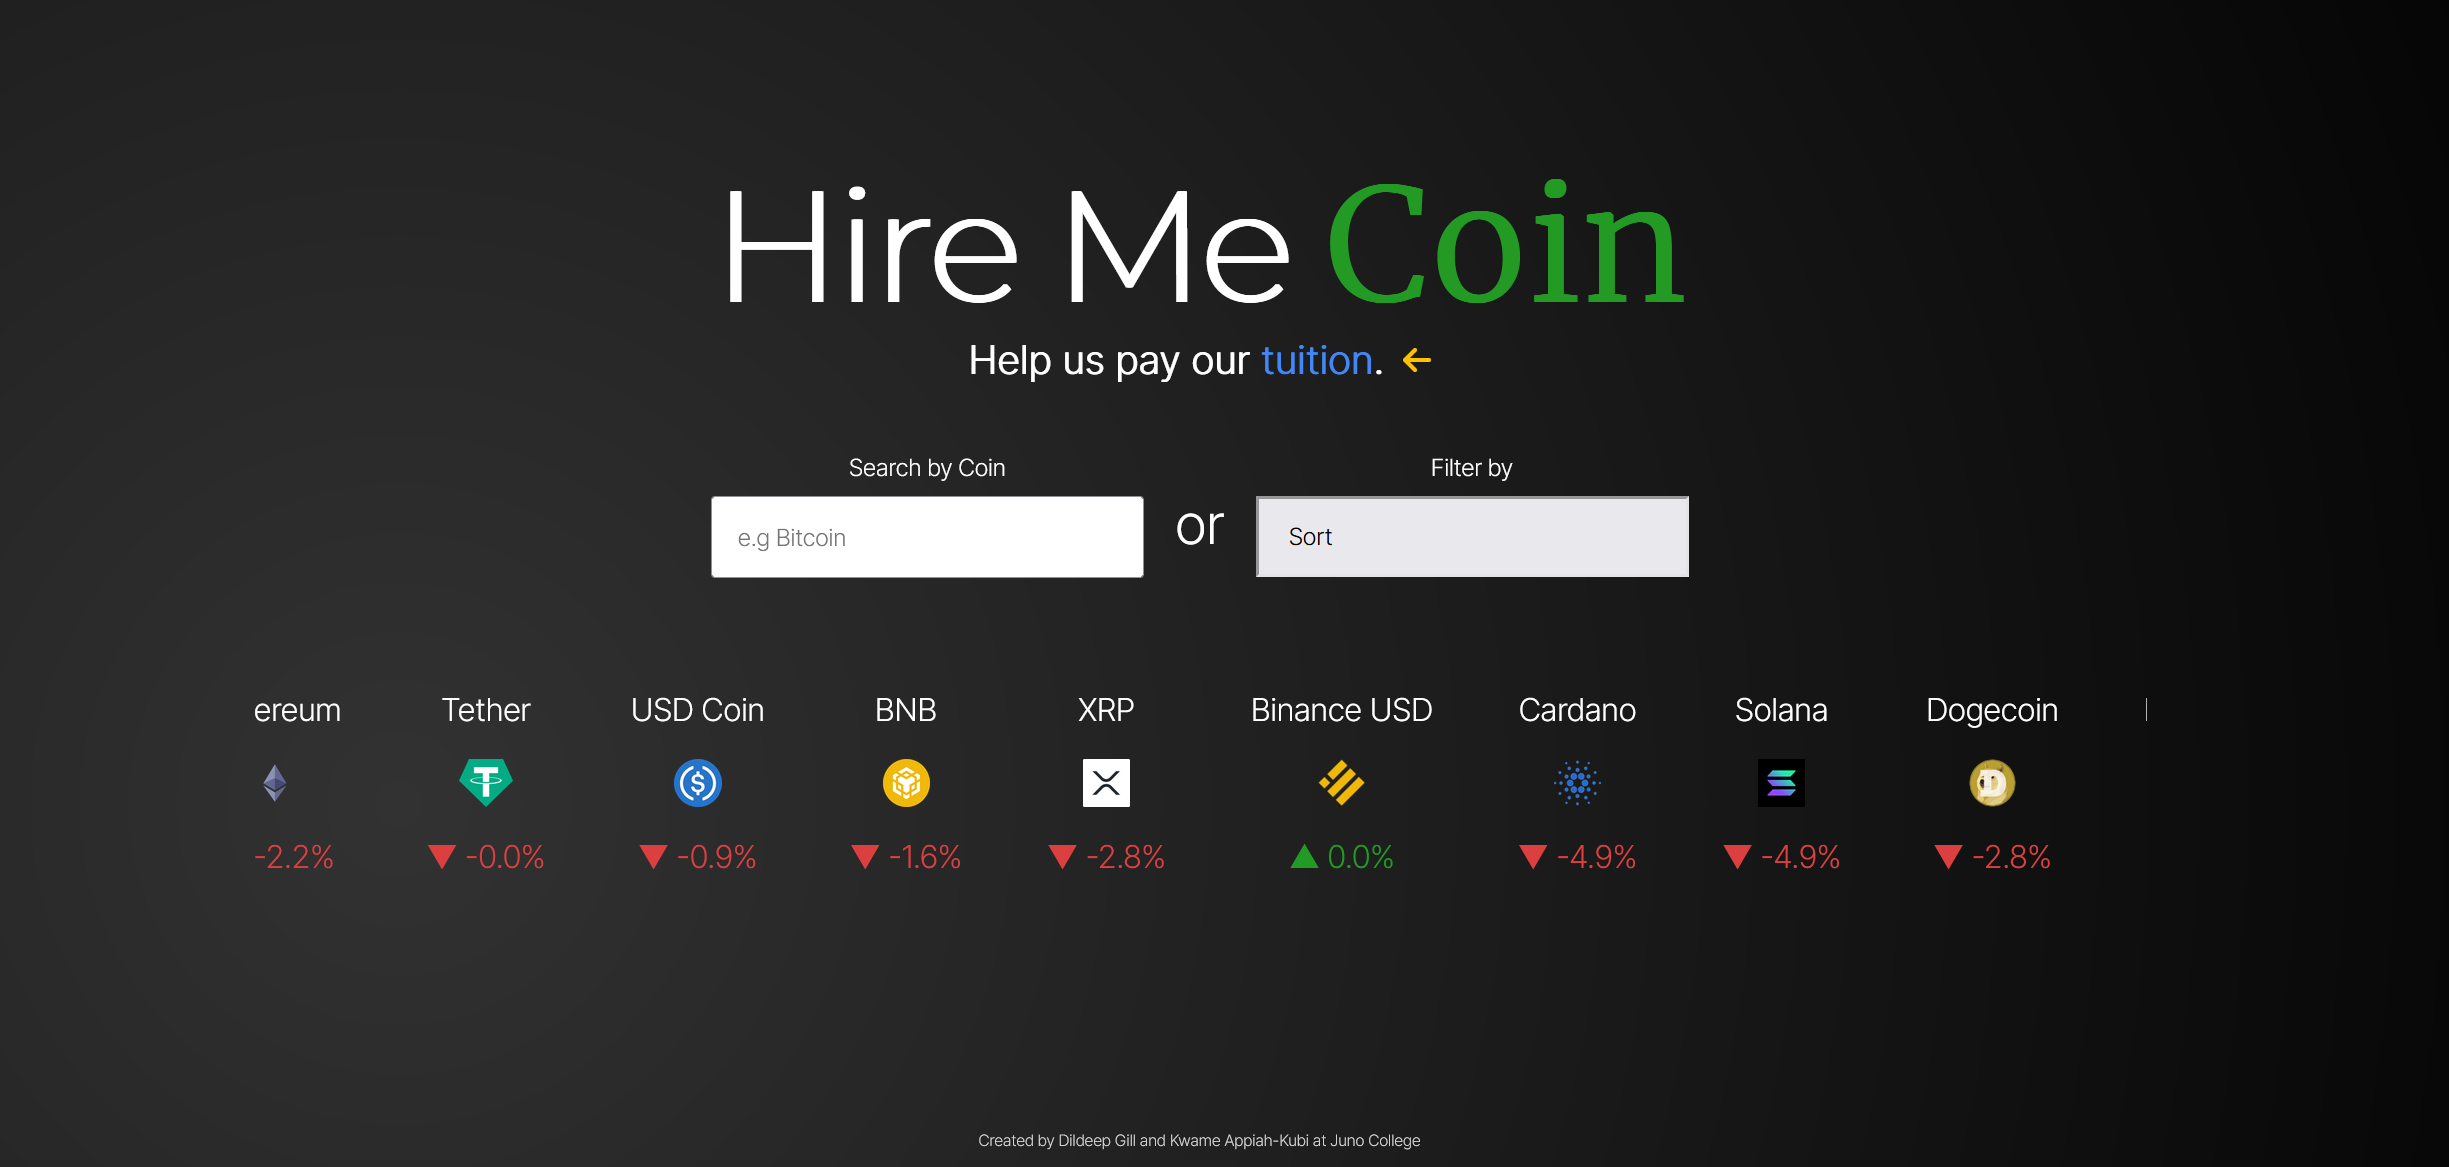 Hire Me Coin
Help us pay our tuition.
Search by Coin
Filter by
e.g Bitcoin
or
Sort
ereum Tether USD Coin BNB XRP Binance USD Cardano Solana Dogecoin
-2.2% ▼ -0.0% ▼ -0.9% ▼ -1.6% ▼ -2.8% ▲ 0.0% ▼ -4.9% ▼ -4.9% ▼ -2.8%
Created by Dildeep Gill and Kwame Appiah-Kubi at Juno College